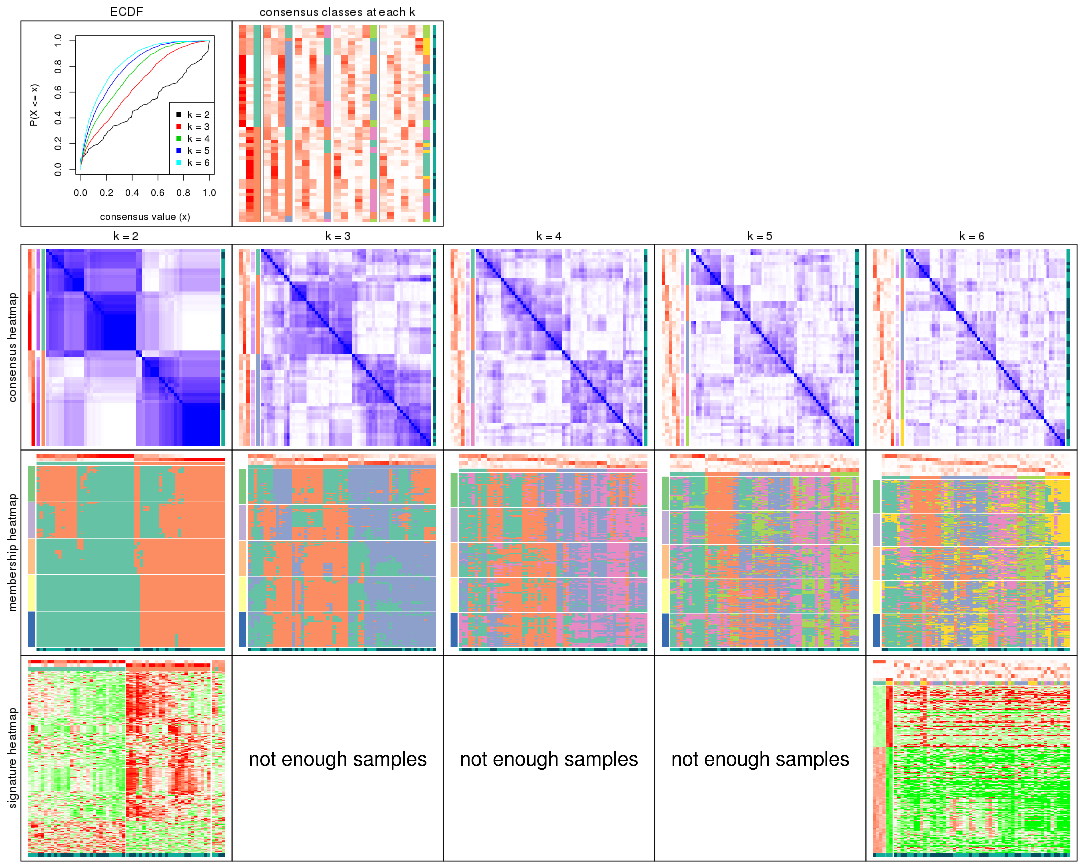 ECDF
consensus classes at each k
P(X <= x)
0.0 0.2 0.4 0.6 0.8 1.0
k = 2
k = 3
k = 4
k = 5
k = 6
0.0 0.2 0.4 0.6 0.8 1.0
consensus value (x)
k = 2
k = 3
k = 4
k = 5
k = 6
consensus heatmap
membership heatmap
signature heatmap
not enough samples
not enough samples
not enough samples